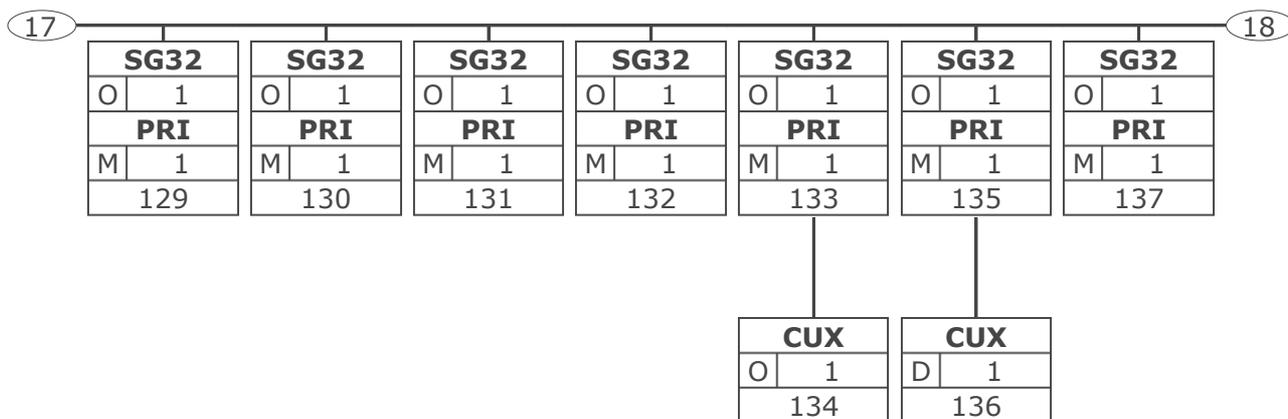 17 18
SG32 SG32 SG32 SG32 SG32 SG32 SG32
O 1 O 1 O 1 O 1 O 1 O 1 O 1
PRI PRI PRI PRI PRI PRI PRI
M 1 M 1 M 1 M 1 M 1 M 1 M 1
129 130 131 132 133 135 137
CUX CUX
O 1 D 1
134 136